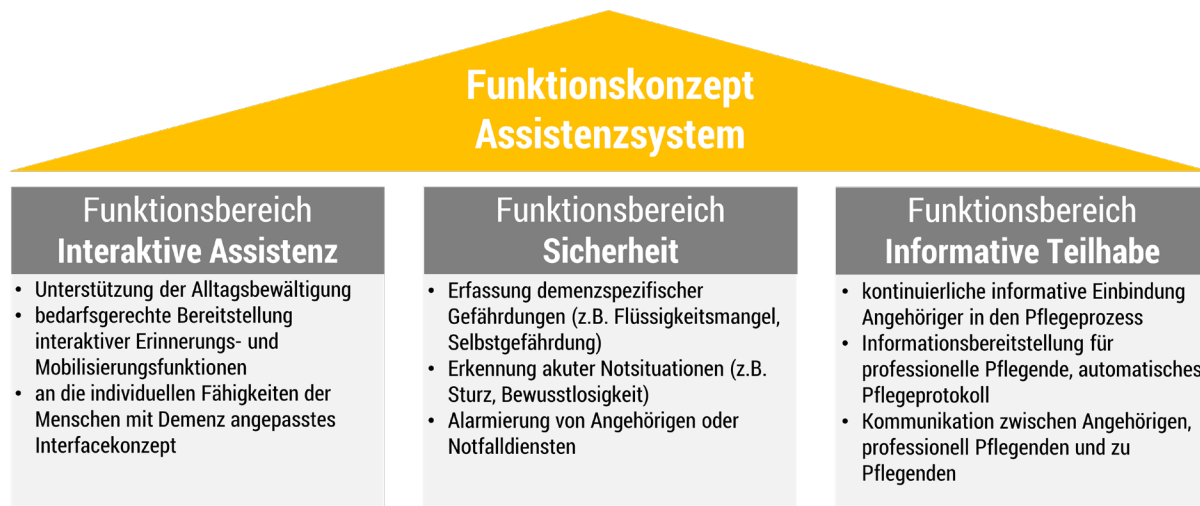 Funktionskonzept
Assistenzsystem
Funktionsbereich
Interaktive Assistenz
• Unterstützung der Alltagsbewältigung
• bedarfsgerechte Bereitstellung
interaktiver Erinnerungs- und
Mobilisierungsfunktionen
• an die individuellen Fähigkeiten der
Menschen mit Demenz angepasstes
Interfacekonzept
Funktionsbereich
Sicherheit
• Erfassung demenzspezifischer
Gefährdungen (z.B. Flüssigkeitsmangel,
Selbstgefährdung)
• Erkennung akuter Notsituationen (z.B.
Sturz, Bewusstlosigkeit)
• Alarmierung von Angehörigen oder
Notfalldiensten
Funktionsbereich
Informative Teilhabe
• kontinuierliche informative Einbindung
Angehöriger in den Pflegeprozess
• Informationsbereitstellung für
professionelle Pflegende, automatisches
Pflegeprotokoll
• Kommunikation zwischen Angehörigen,
professionell Pflegenden und zu
Pflegenden